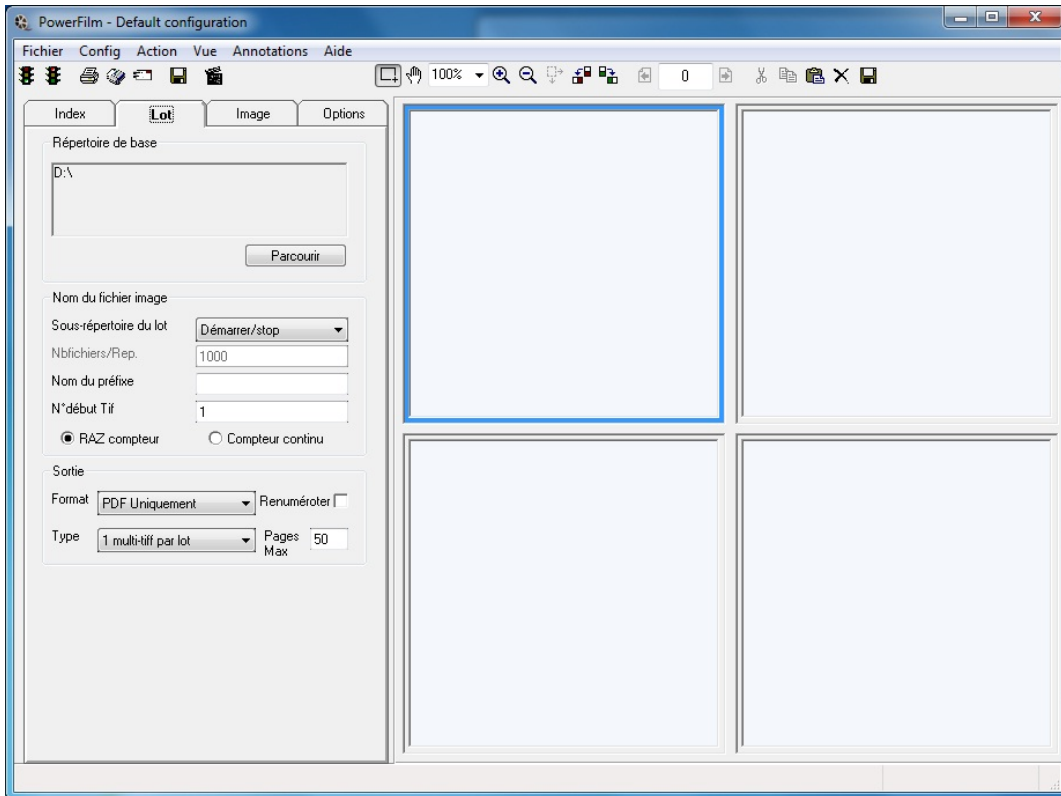 PowerFilm - Default configuration
Fichier Config Action Vue Annotations Aide
100% 0
Index Lot Image Options
Répertoire de base
D:\
Parcourir
Nom du fichier image
Sous-répertoire du lot Démarrer/stop
Nbfichiers/Rep. 1000
Nom du préfixe
N°début Tif 1
RAZ compteur Compteur continu
Sortie
Format PDF Uniquement Renuméroter
Type 1 multi-tiff par lot Pages Max 50